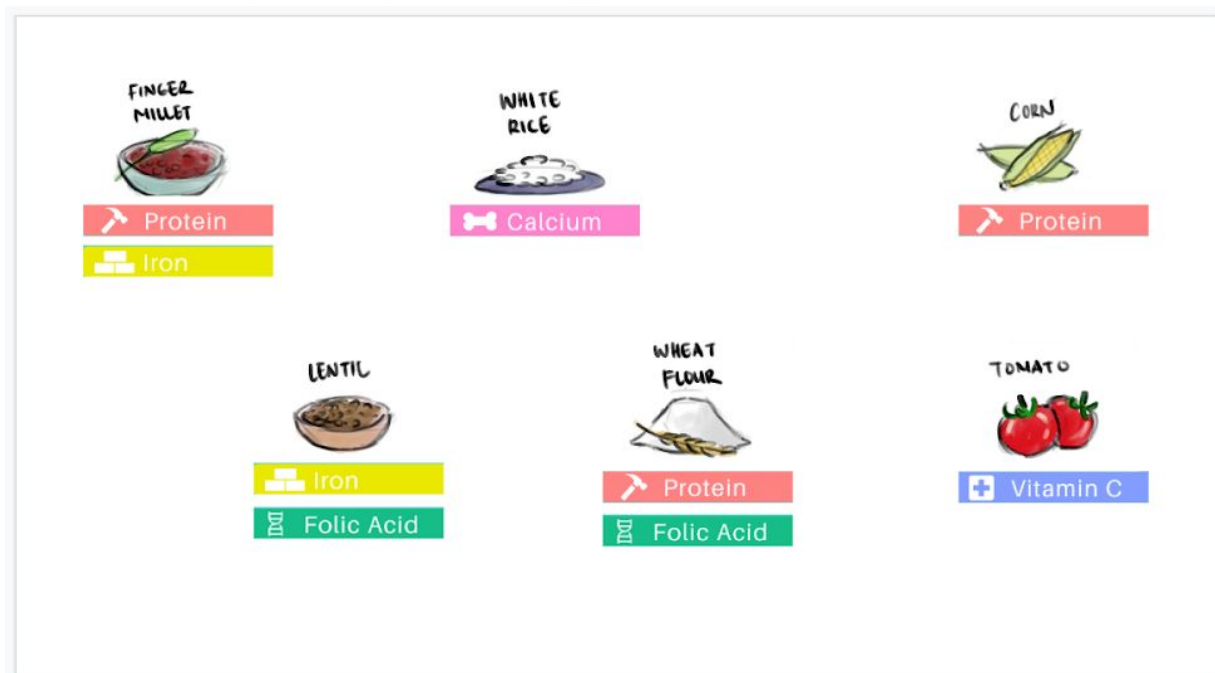 FINGER
MILLET
Protein
Iron
WHITE
RICE
Calcium
CORN
Protein
LENTIL
Iron
Folic Acid
WHEAT
FLOUR
Protein
Folic Acid
TOMATO
Vitamin C